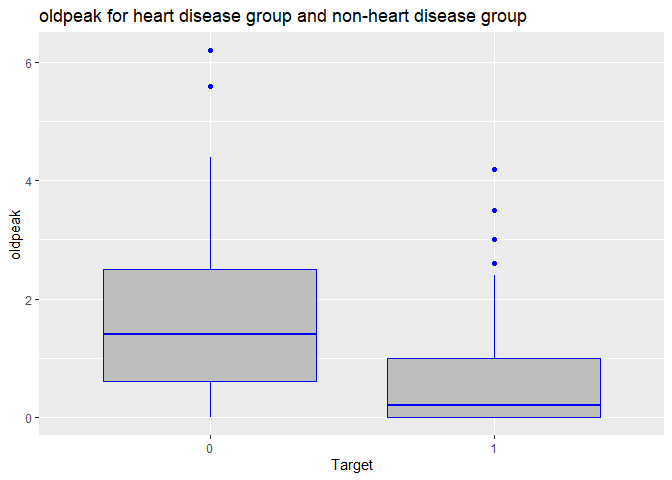 oldpeak for heart disease group and non-heart disease group
6
4
2
0
oldpeak
0 1
Target